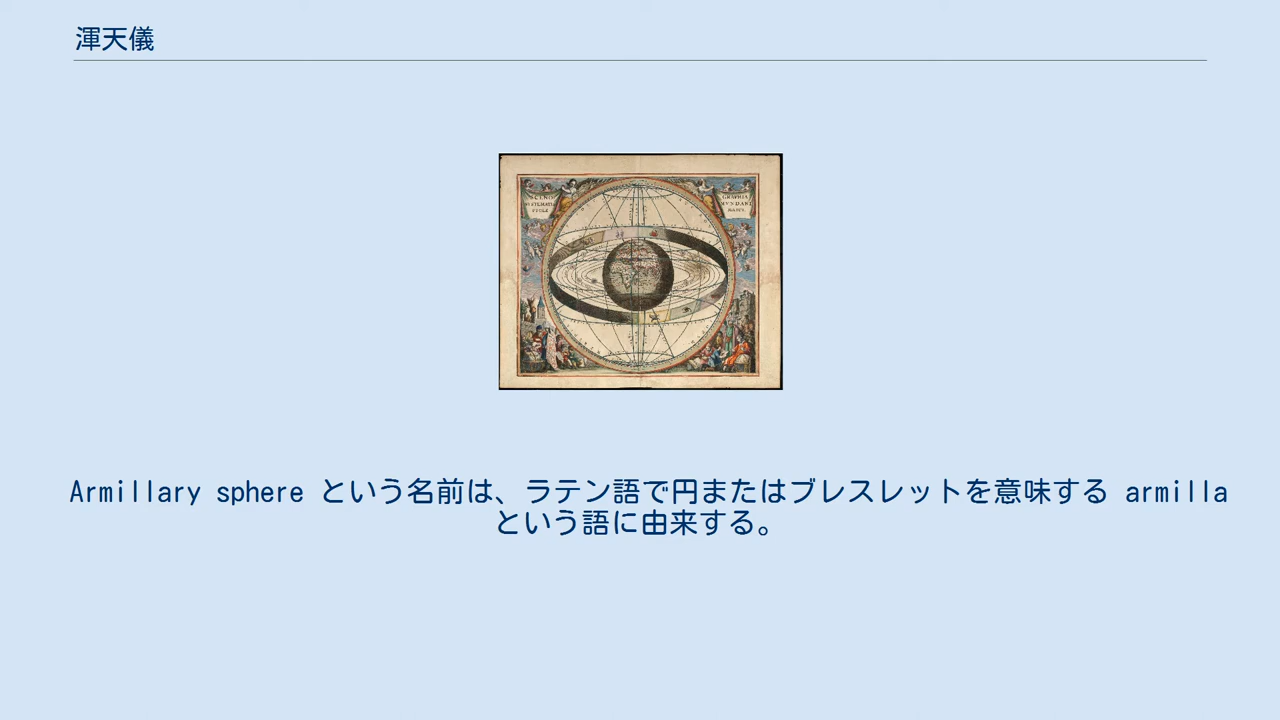 渾天儀
Armillary sphere という名前は、ラテン語で円またはブレスレットを意味する armilla
という語に由来する。